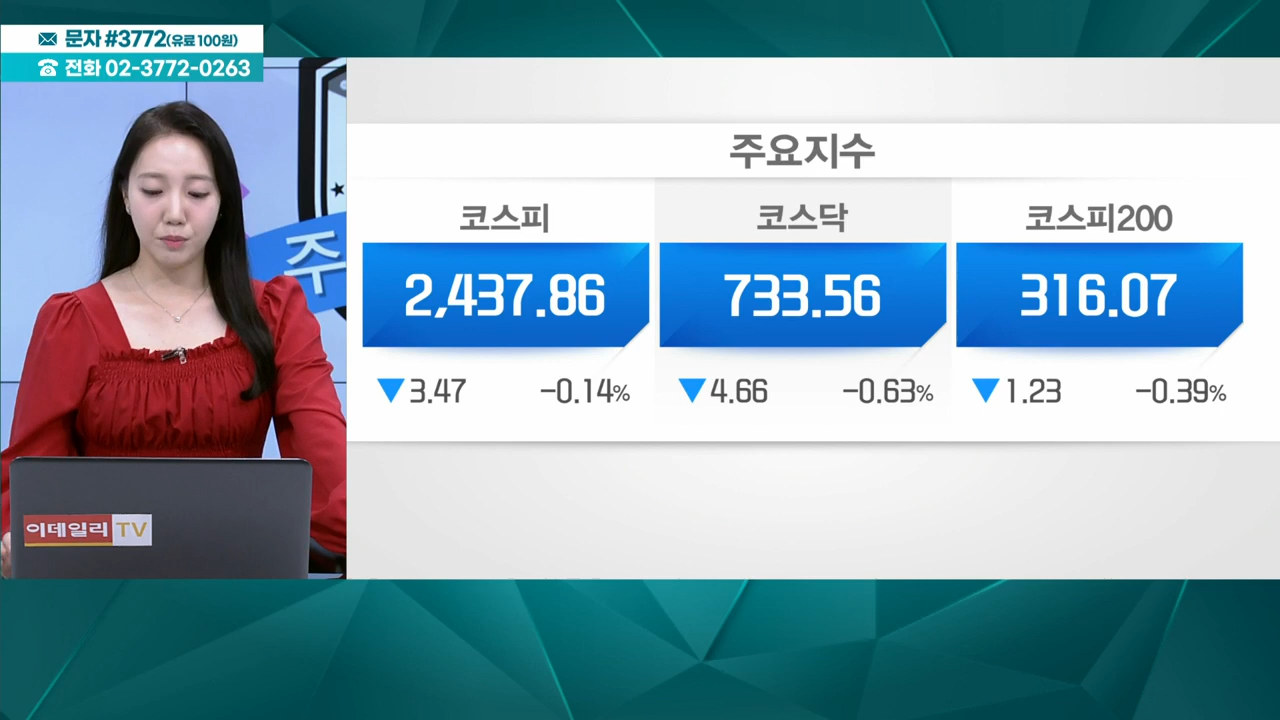 문자 #3772(유료 100원)
전화 02-3772-0263
주
주요지수
코스피
코스닥
코스피200
2,437.86
733.56
316.07
▼3.47 -0.14%
▼4.66 -0.63%
▼1.23 -0.39%
이데일리 TV